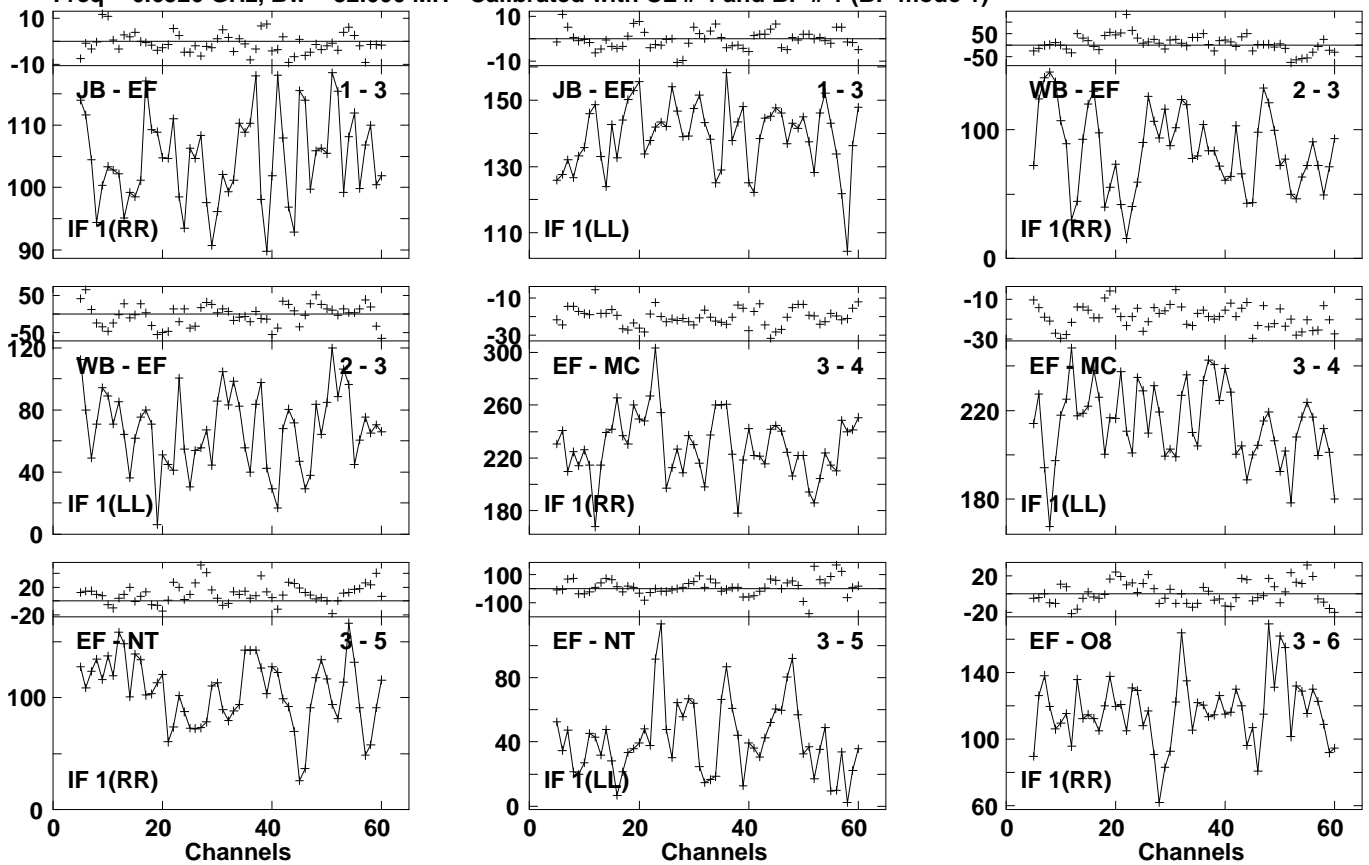 Freq = GHz, Bw = Calibrated with CL # and BP # 1 (BP mode 1)
10
-10
JB - EF 1 - 3
110
100
90
IF 1(RR)
10
-10
JB - EF 1 - 3
150
130
110
IF 1(LL)
50
-50
WB - EF 2 - 3
100
0
IF 1(RR)
50
-50
120
WB - EF 2 - 3
80
40
0
IF 1(LL)
-10
-30
300
EF - MC 3 - 4
260
220
180
IF 1(RR)
-10
-30
EF - MC 3 - 4
220
180
IF 1(LL)
20
-20
EF - NT 3 - 5
100
0
IF 1(RR)
0 20 40 60
Channels
100
-100
EF - NT 3 - 5
80
40
0
IF 1(LL)
0 20 40 60
Channels
20
-20
EF - O8 3 - 6
140
100
60
IF 1(RR)
0 20 40 60
Channels